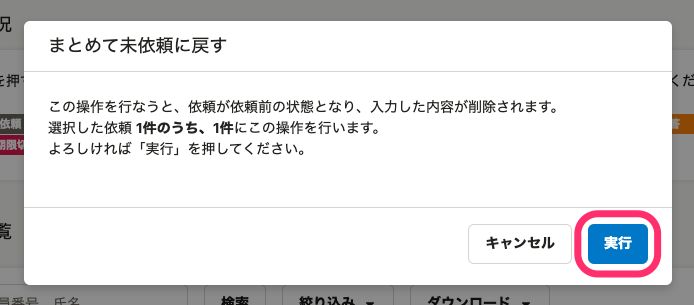 況
まとめて未依頼に戻す
を押
くだ
この操作を行なうと、依頼が依頼前の状態となり、入力した内容が削除されます。
選択した依頼 1件のうち、1件にこの操作を行います。
よろしければ「実行」を押してください。
依頼
答
期限切
覧
キャンセル
実行
員番号、氏名
検索
絞り込み
ダウンロード